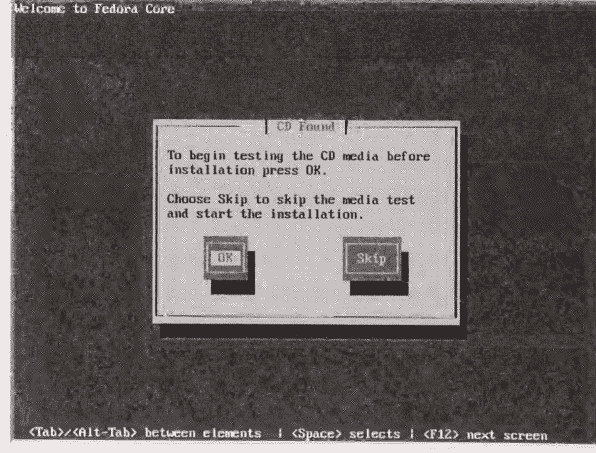 Welcome to Fedora Core
CD Found
To begin testing the CD media before
installation press OK.
Choose Skip to skip the media test
and start the installation.
OK
Skip
<Tab>/<Alt-Tab> between elements | <Space> selects | <F12> next screen